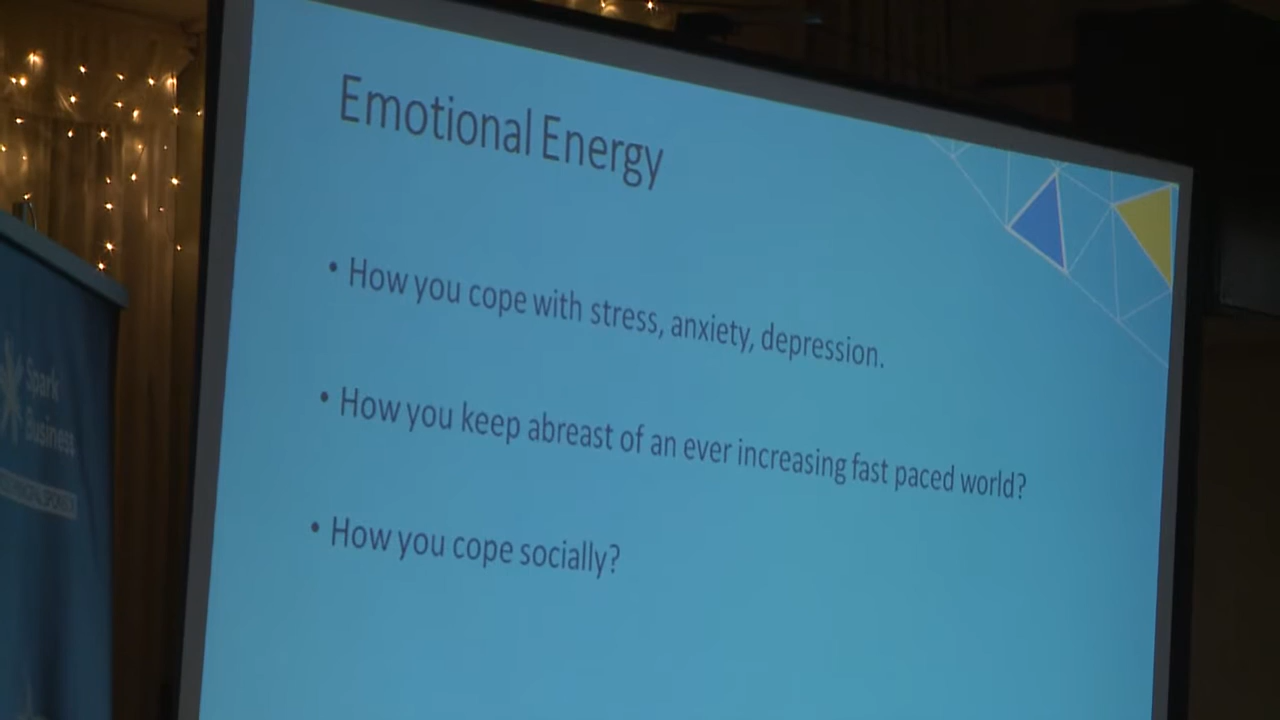 Emotional Energy
• How you cope with stress, anxiety, depression.
• How you keep abreast of an ever increasing fast paced world?
• How you cope socially?
Spark
Business